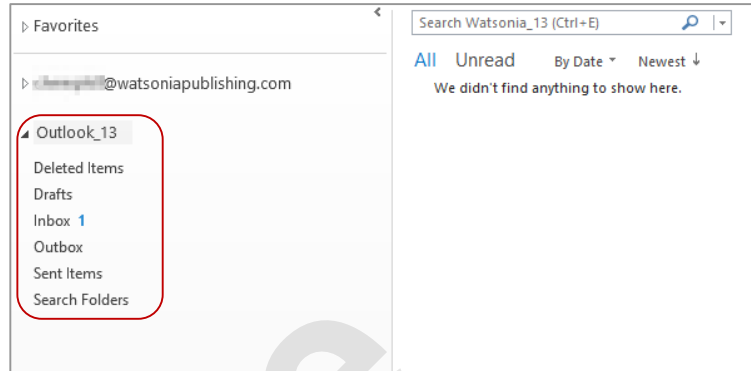 Favorites
@watsoniapublishing.com
Outlook_13
Deleted Items
Drafts
Inbox 1
Outbox
Sent Items
Search Folders
Search Watsonia_13 (Ctrl+E)
All Unread By Date Newest ↓
We didn't find anything to show here.